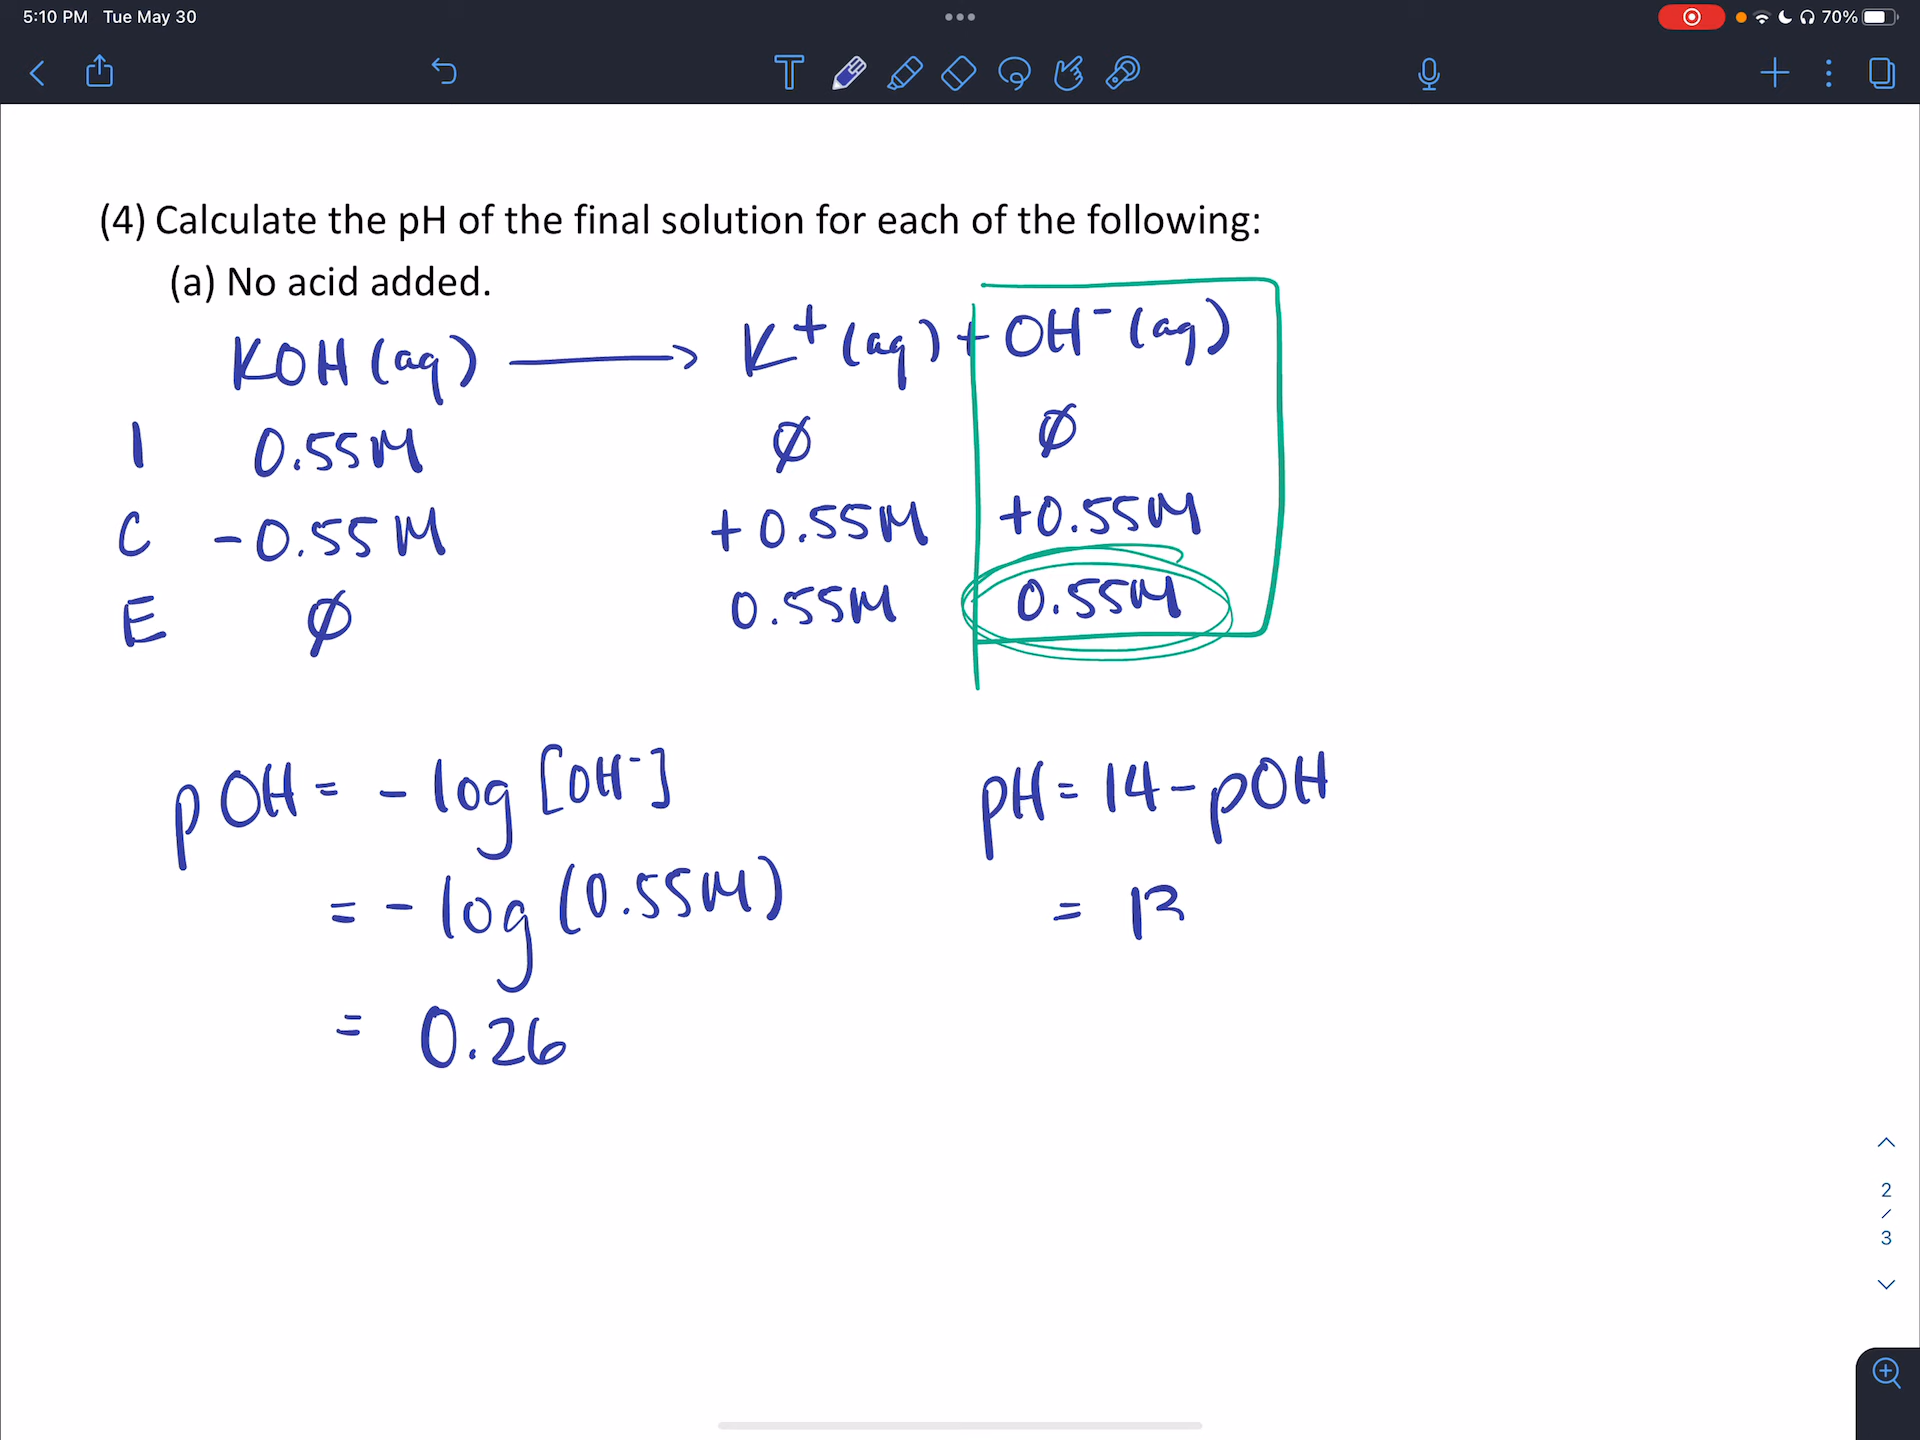 5:10 PM Tue May 30
70%
T
(4) Calculate the pH of the final solution for each of the following:
(a) No acid added.
KOH (aq) ⟶ K⁺ (aq) + OH⁻ (aq)
I 0.55M ∅ ∅
C -0.55M +0.55M +0.55M
E ∅ 0.55M 0.55M
pOH = - log [OH⁻] pH = 14 - pOH
= - log (0.55M) = 13
= 0.26
2
/
3